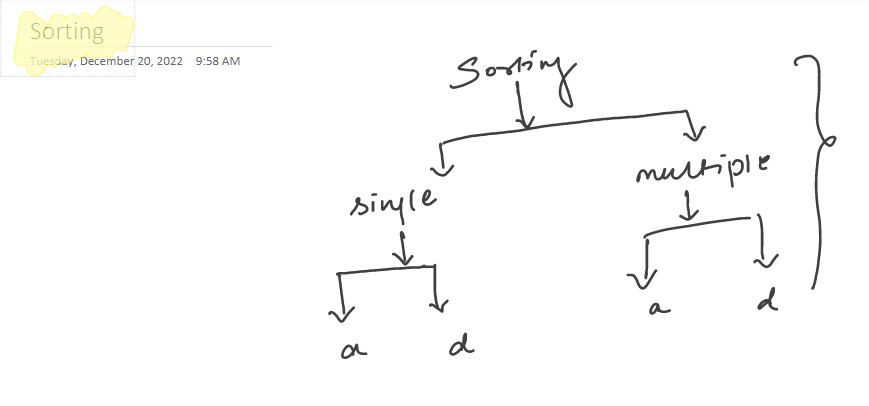 Sorting
Tuesday, December 20, 2022 9:58 AM
Sorting
single
multiple
a d
a d